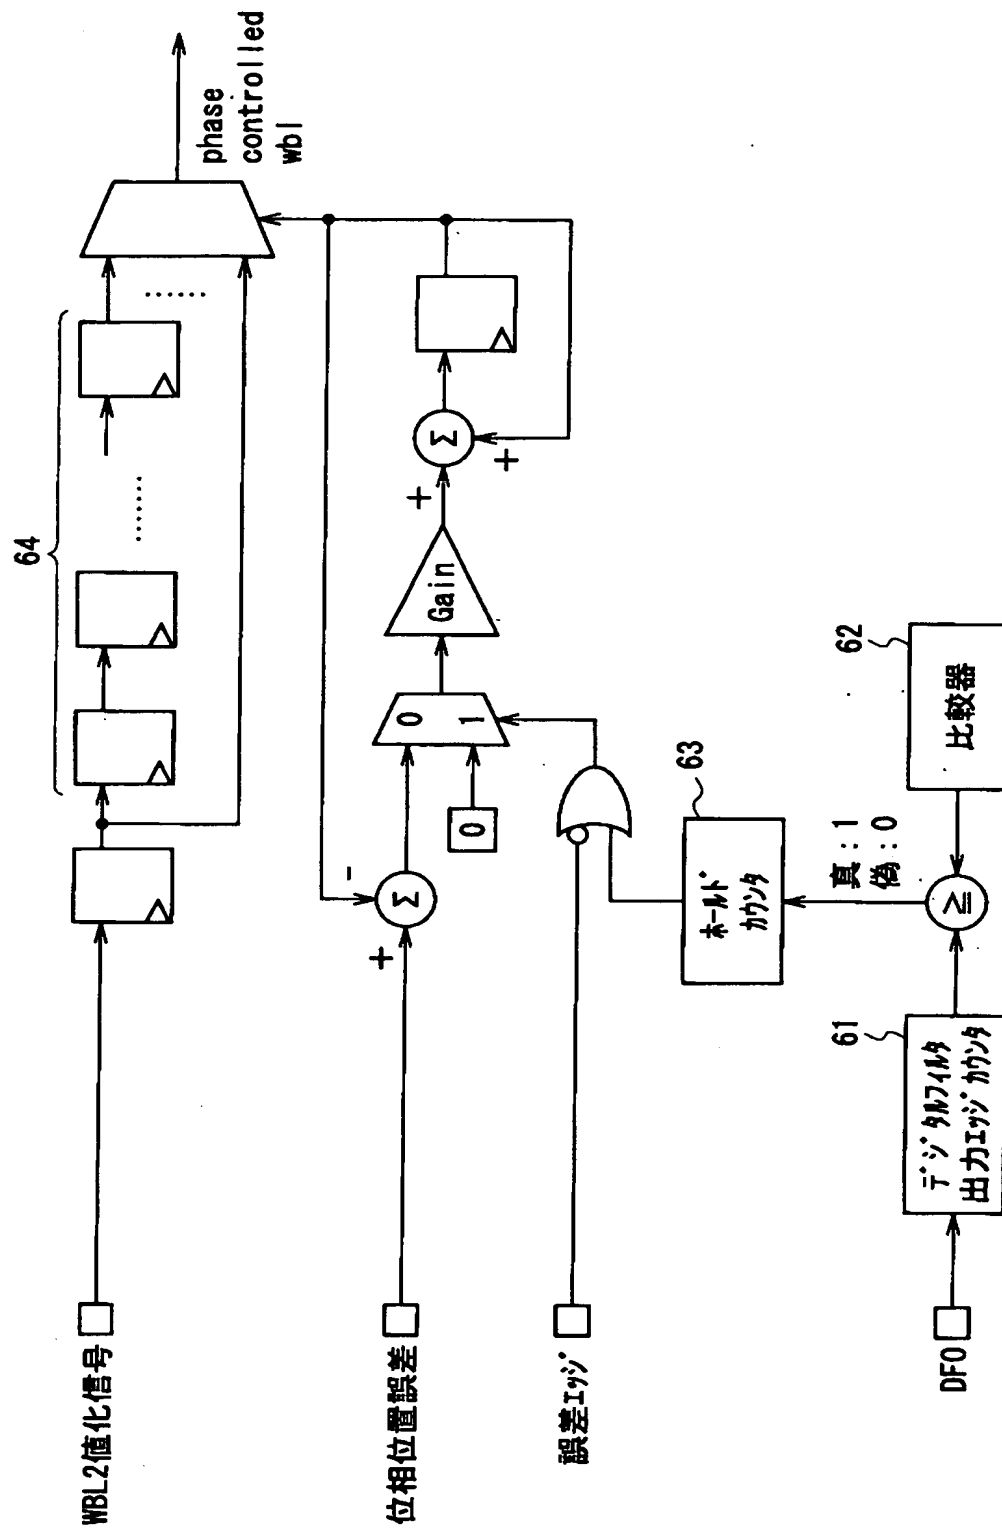 WBL2値化信号
64
phase
controlled
wbl
位相位置誤差
+
-
Σ
0
0
1
Gain
+
+
Σ
誤差エッジ
63
ホールド
カウンタ
真:1
偽:0
≧
62
比較器
DFO
61
デジタルフィルタ
出力エッジカウンタ